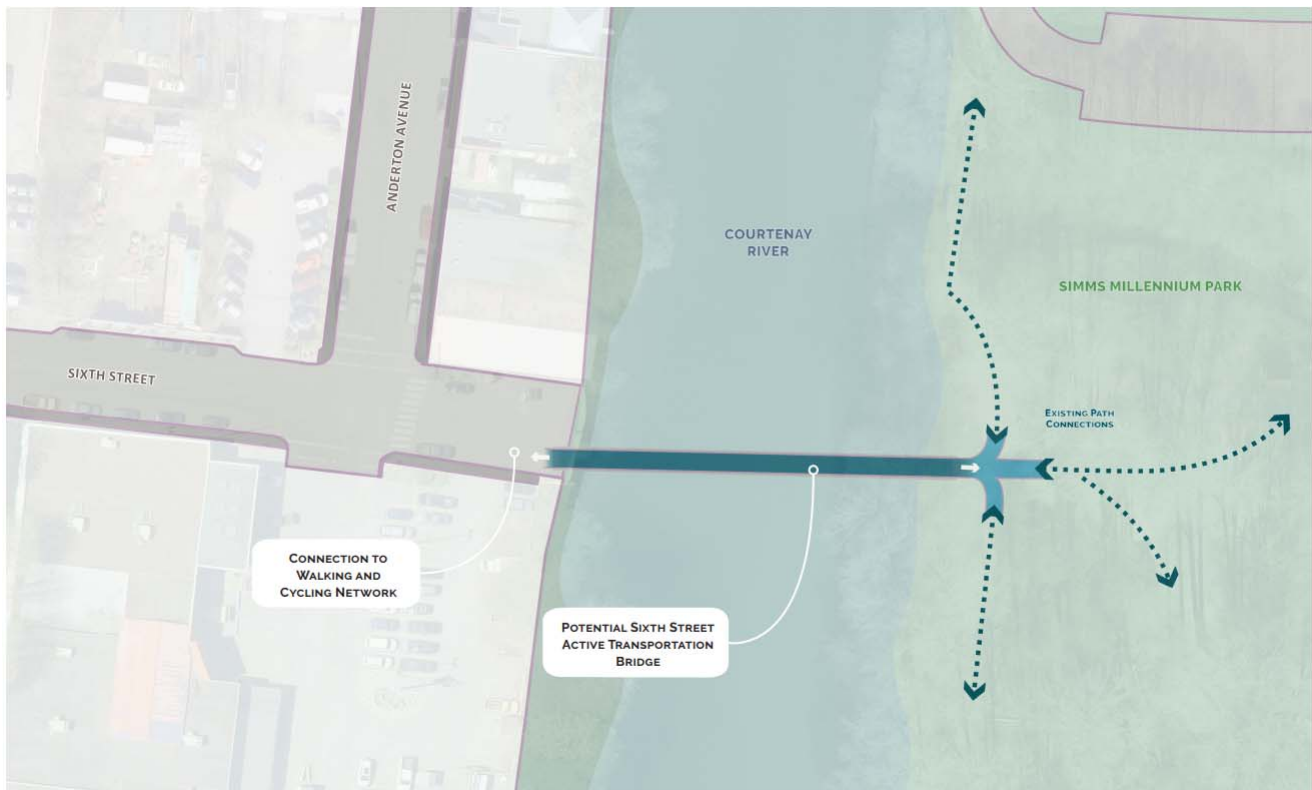 ANDERTON AVENUE
COURTENAY
RIVER
SIMMS MILLENNIUM PARK
SIXTH STREET
EXISTING PATH
CONNECTIONS
CONNECTION TO
WALKING AND
CYCLING NETWORK
POTENTIAL SIXTH STREET
ACTIVE TRANSPORTATION
BRIDGE